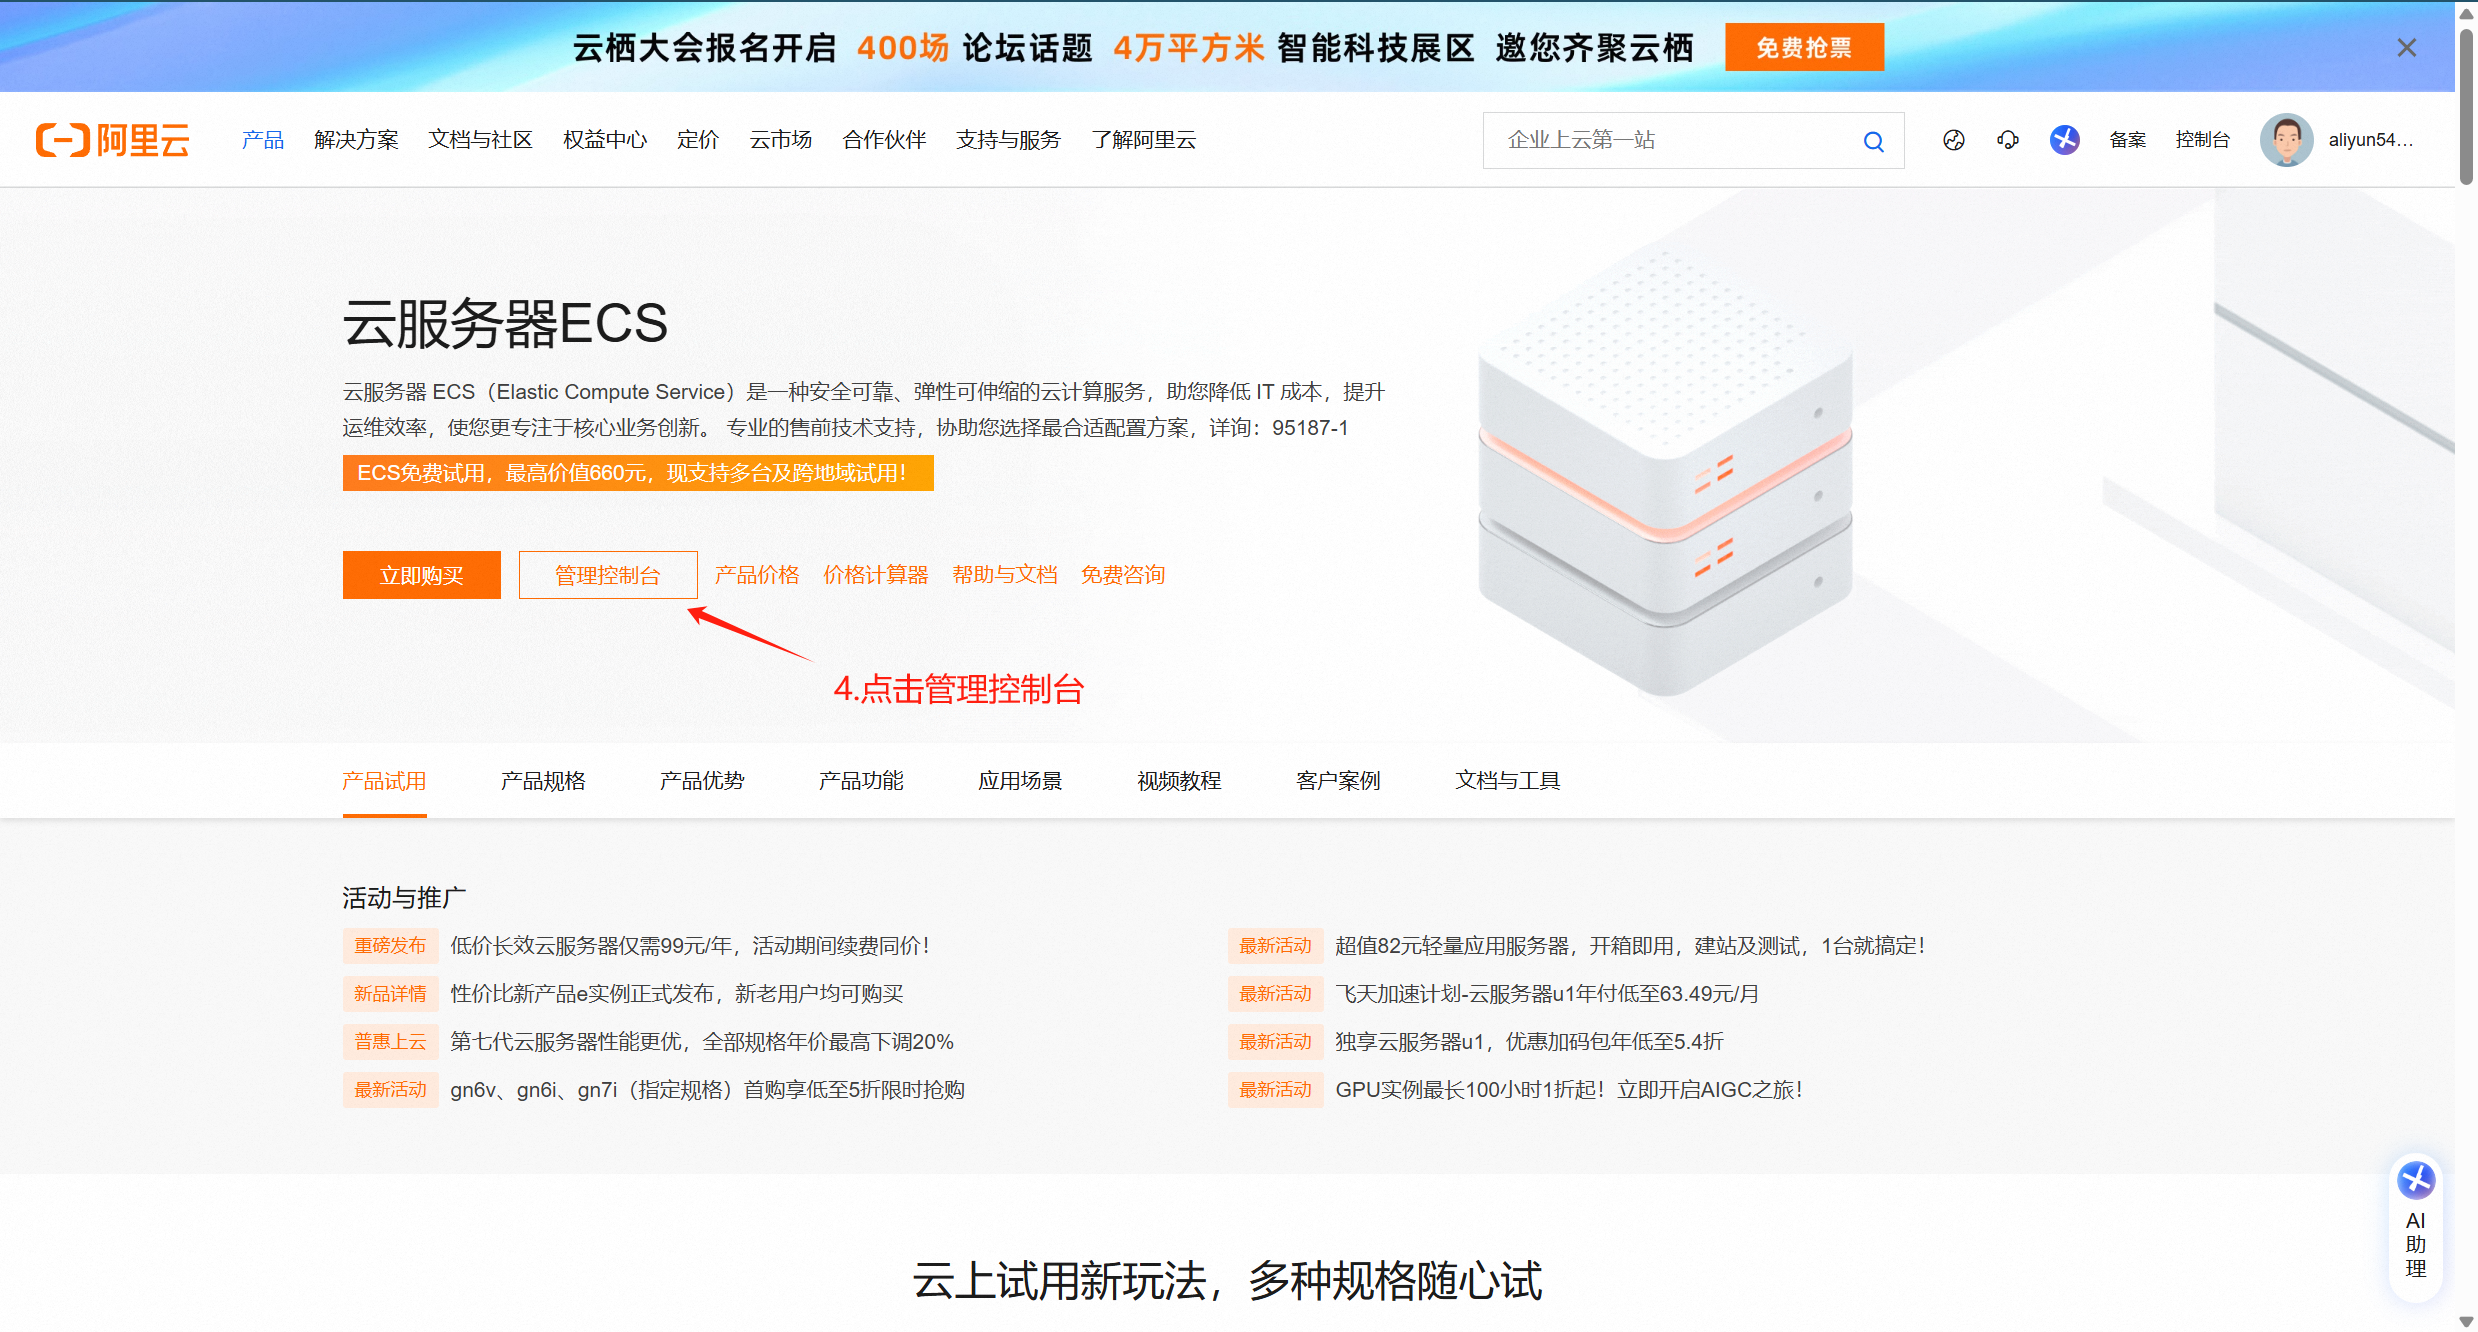 云栖大会报名开启 400场 论坛话题 4万平方米 智能科技展区 邀您齐聚云栖 免费抢票
阿里云 产品 解决方案 文档与社区 权益中心 定价 云市场 合作伙伴 支持与服务 了解阿里云 企业上云第一站 备案 控制台 aliyun54...
云服务器ECS
云服务器 ECS（Elastic Compute Service）是一种安全可靠、弹性可伸缩的云计算服务，助您降低 IT 成本，提升
运维效率，使您更专注于核心业务创新。 专业的售前技术支持，协助您选择最合适配置方案，详询：95187-1
ECS免费试用，最高价值660元，现支持多台及跨地域试用！
立即购买 管理控制台 产品价格 价格计算器 帮助与文档 免费咨询
4.点击管理控制台
产品试用 产品规格 产品优势 产品功能 应用场景 视频教程 客户案例 文档与工具
活动与推广
重磅发布 低价长效云服务器仅需99元/年，活动期间续费同价！
最新活动 超值82元轻量应用服务器，开箱即用，建站及测试，1台就搞定！
新品详情 性价比新产品e实例正式发布，新老用户均可购买
最新活动 飞天加速计划-云服务器u1年付低至63.49元/月
普惠上云 第七代云服务器性能更优，全部规格年价最高下调20%
最新活动 独享云服务器u1，优惠加码包年低至5.4折
最新活动 gn6v、gn6i、gn7i（指定规格）首购享低至5折限时抢购
最新活动 GPU实例最长100小时1折起！立即开启AIGC之旅！
AI
助
理
云上试用新玩法，多种规格随心试